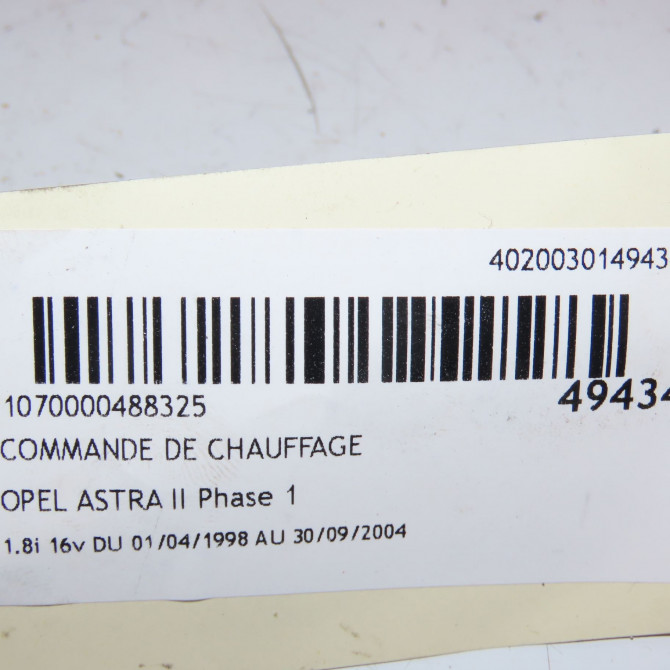 402003014943
1070000488325
4943
COMMANDE DE CHAUFFAGE
OPEL ASTRA II Phase 1
1.8i 16v DU 01/04/1998 AU 30/09/2004